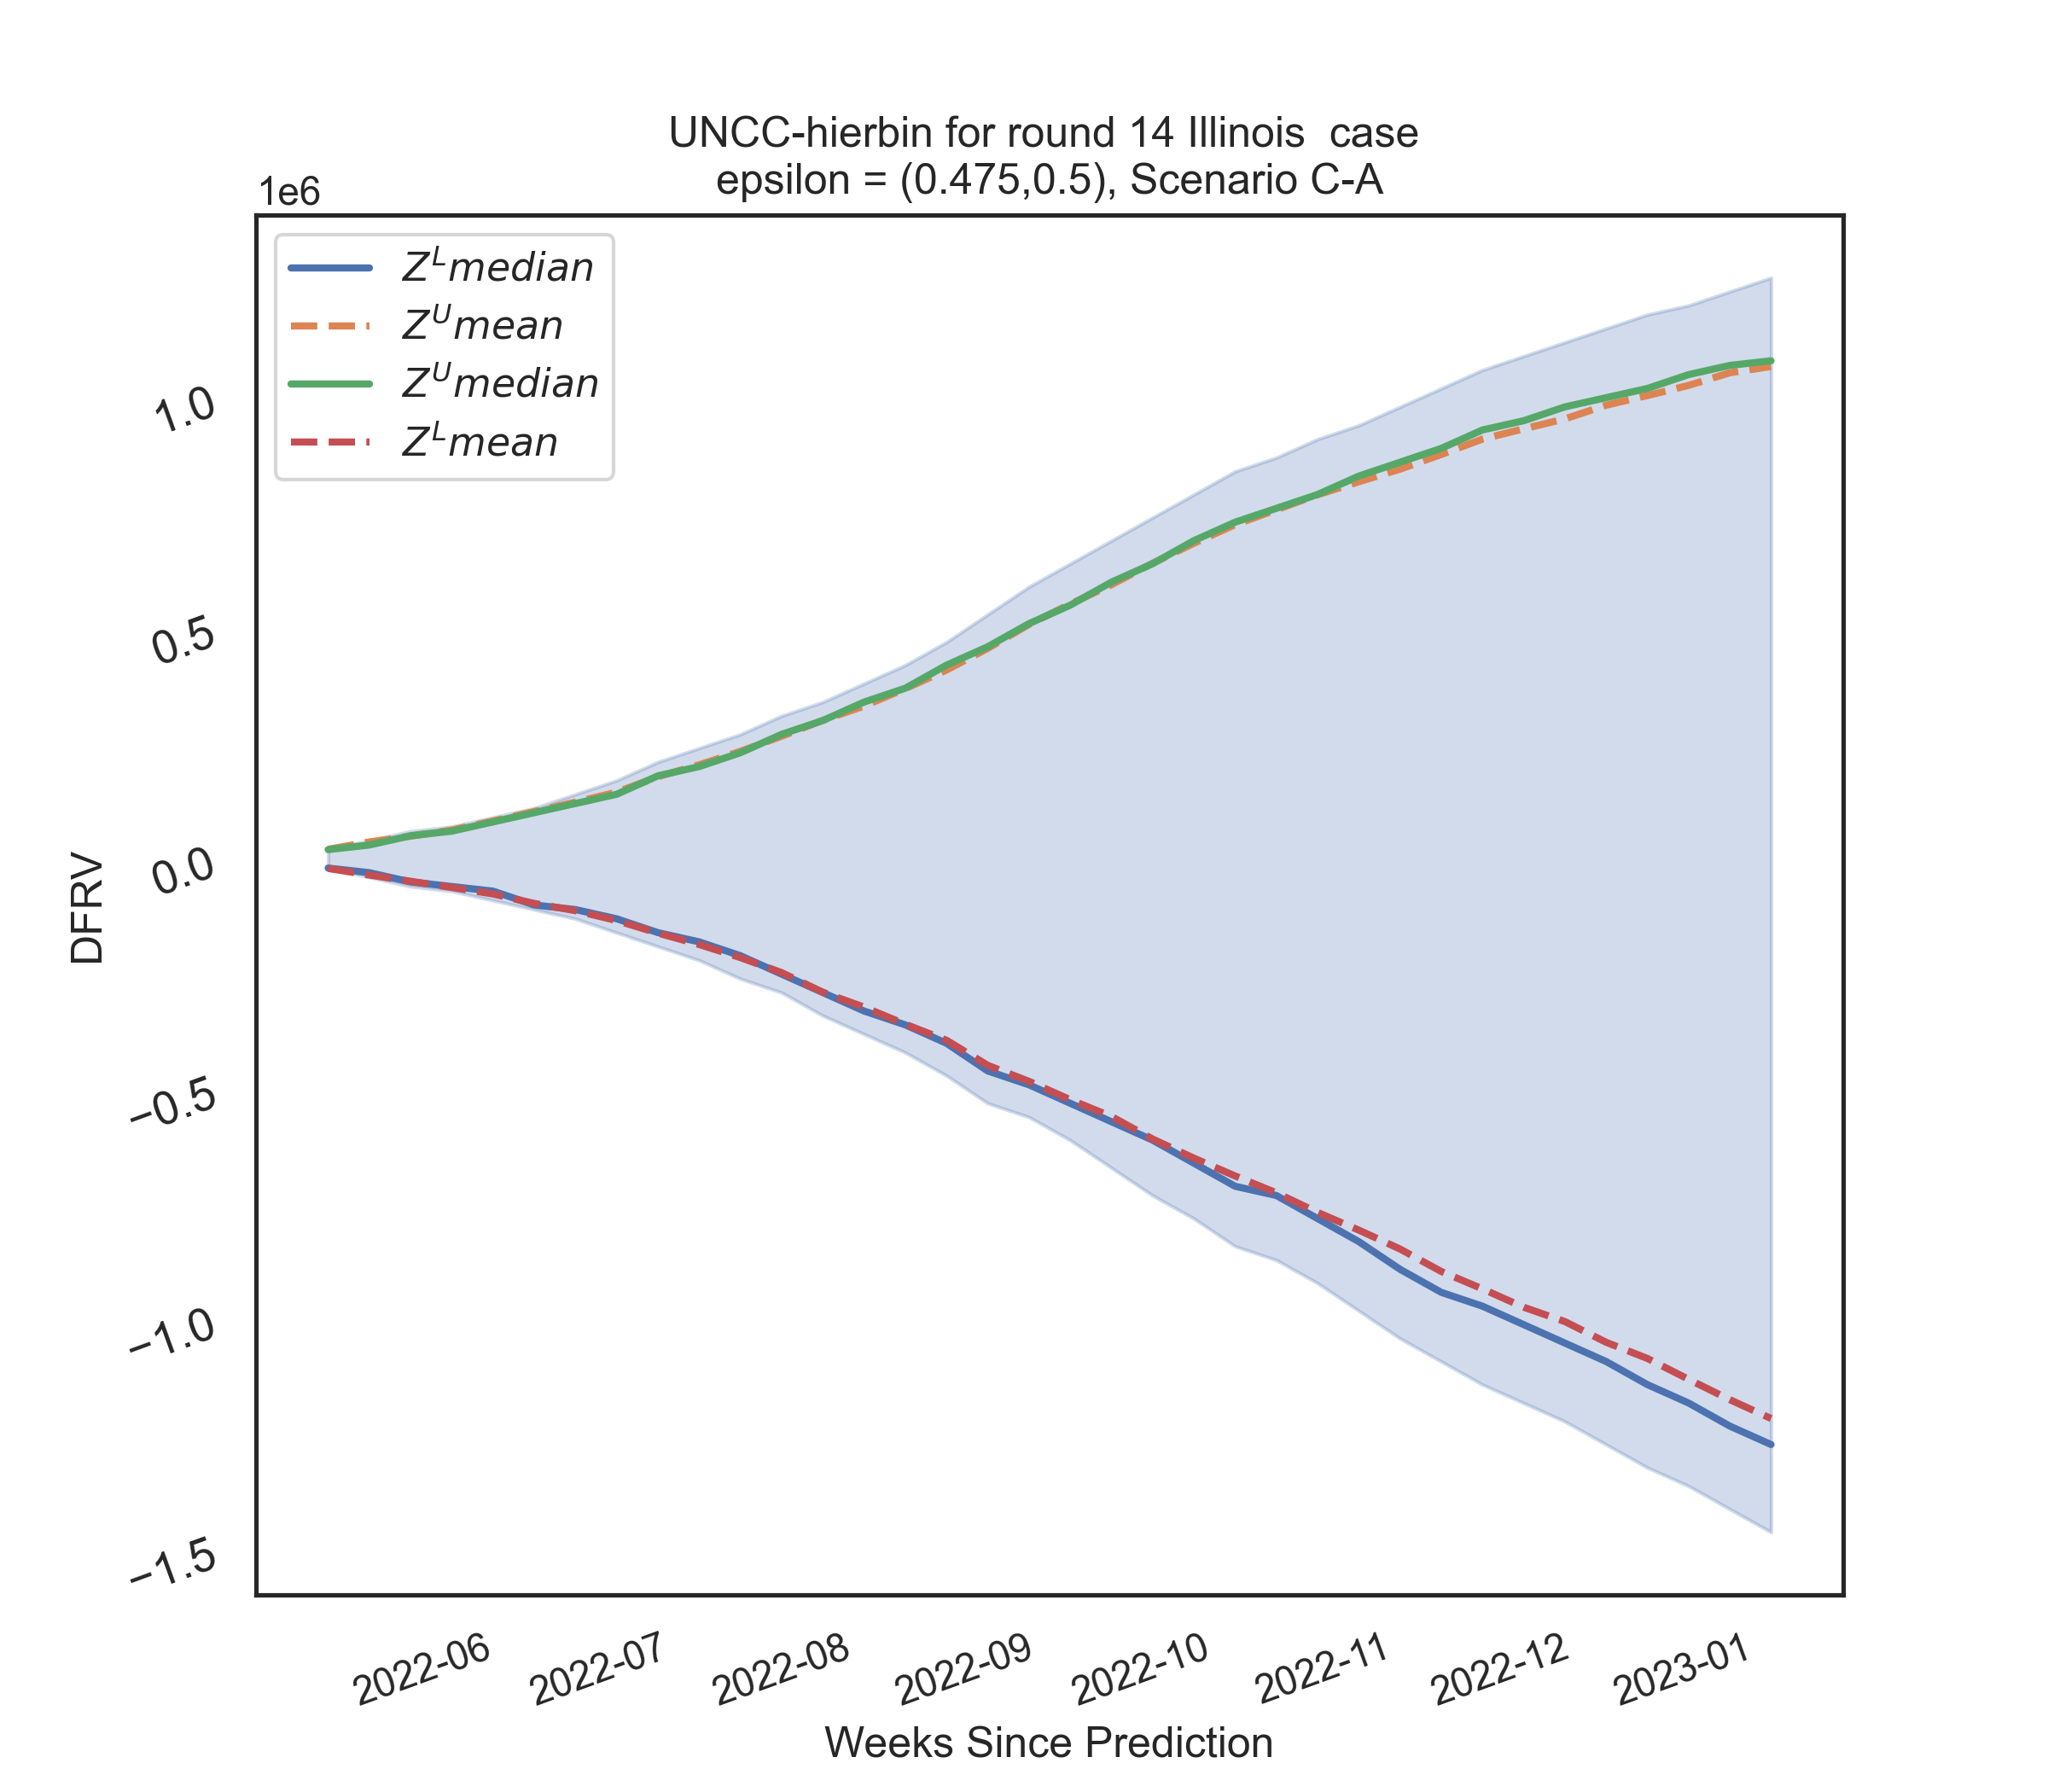 UNCC-hierbin for round 14 Illinois  case
epsilon = (0.475,0.5), Scenario C-A
1e6
Z^L median
Z^U mean
Z^U median
Z^L mean
1.0
0.5
0.0
−0.5
−1.0
−1.5
DFRV
2022-06
2022-07
2022-08
2022-09
2022-10
2022-11
2022-12
2023-01
Weeks Since Prediction